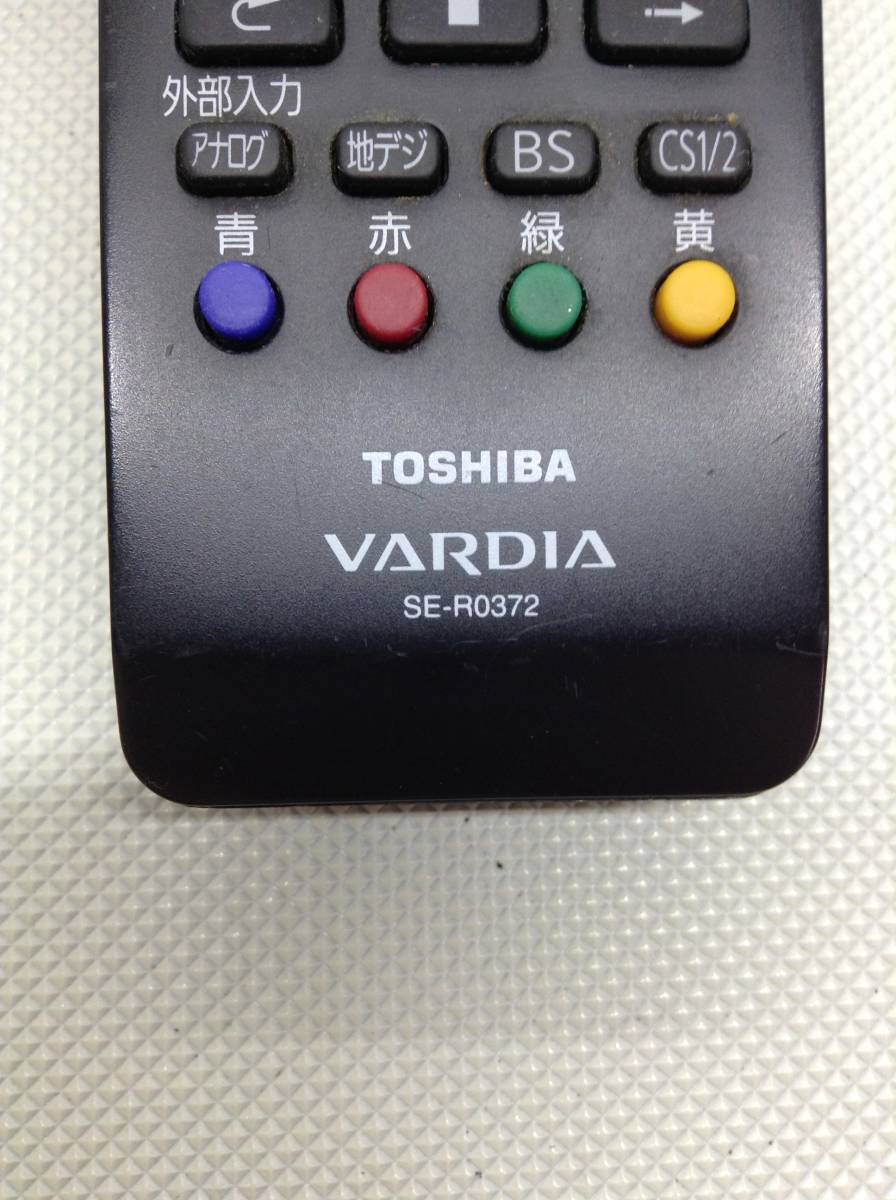 外部入力
アナログ 地デジ BS CS1/2
青 赤 緑 黄
TOSHIBA
VARDIA
SE-R0372